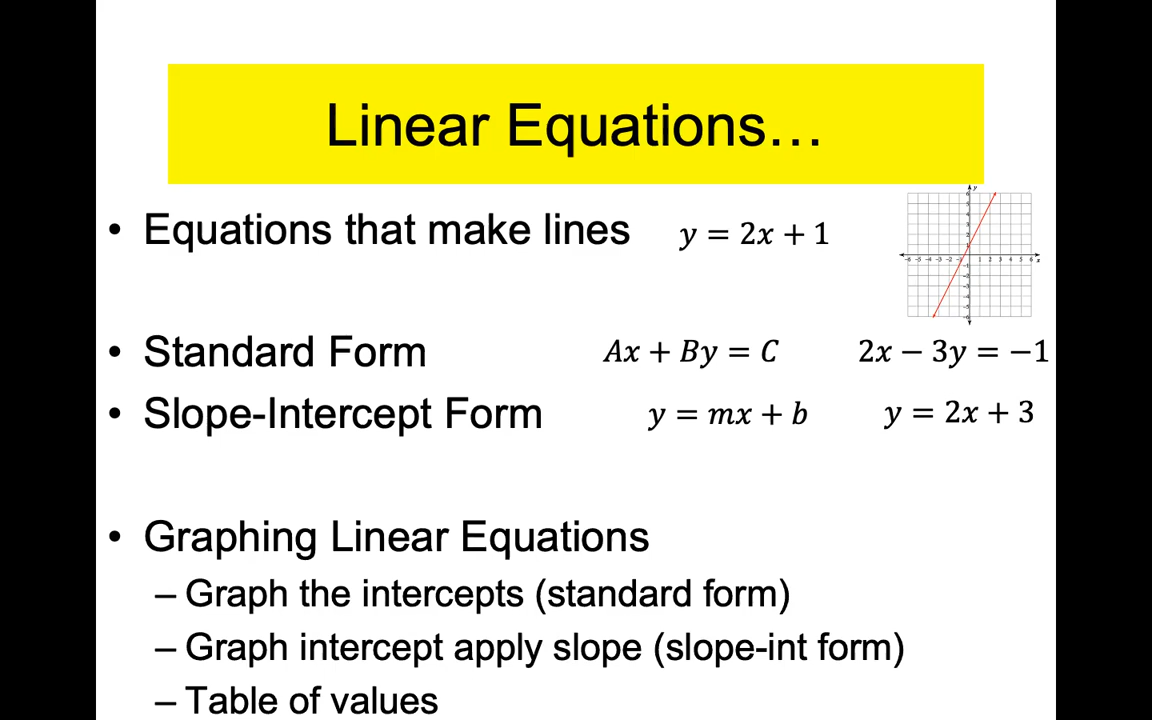 Linear Equations…
• Equations that make lines y = 2x + 1
• Standard Form Ax + By = C 2x − 3y = −1
• Slope-Intercept Form y = mx + b y = 2x + 3
• Graphing Linear Equations
– Graph the intercepts (standard form)
– Graph intercept apply slope (slope-int form)
– Table of values